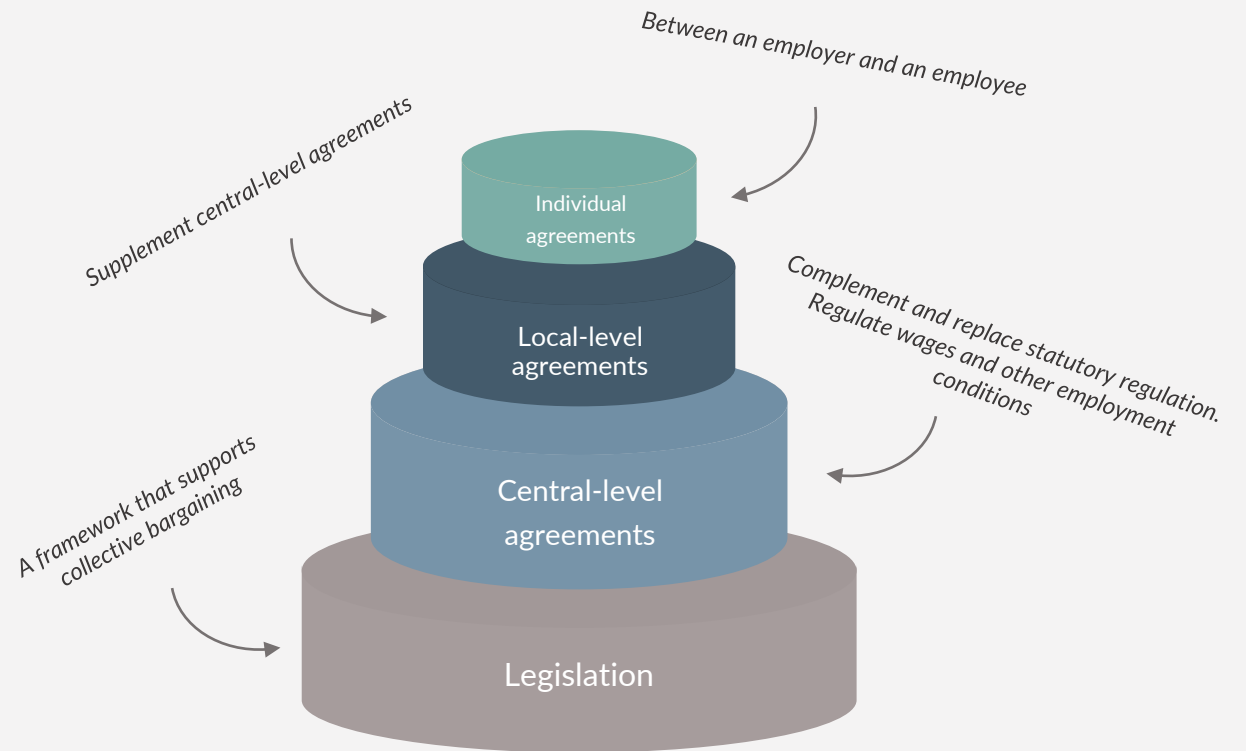 Between an employer and an employee
Supplement central-level agreements
Individual
agreements
Complement and replace statutory regulation.
Regulate wages and other employment
conditions
Local-level
agreements
A framework that supports
collective bargaining
Central-level
agreements
Legislation